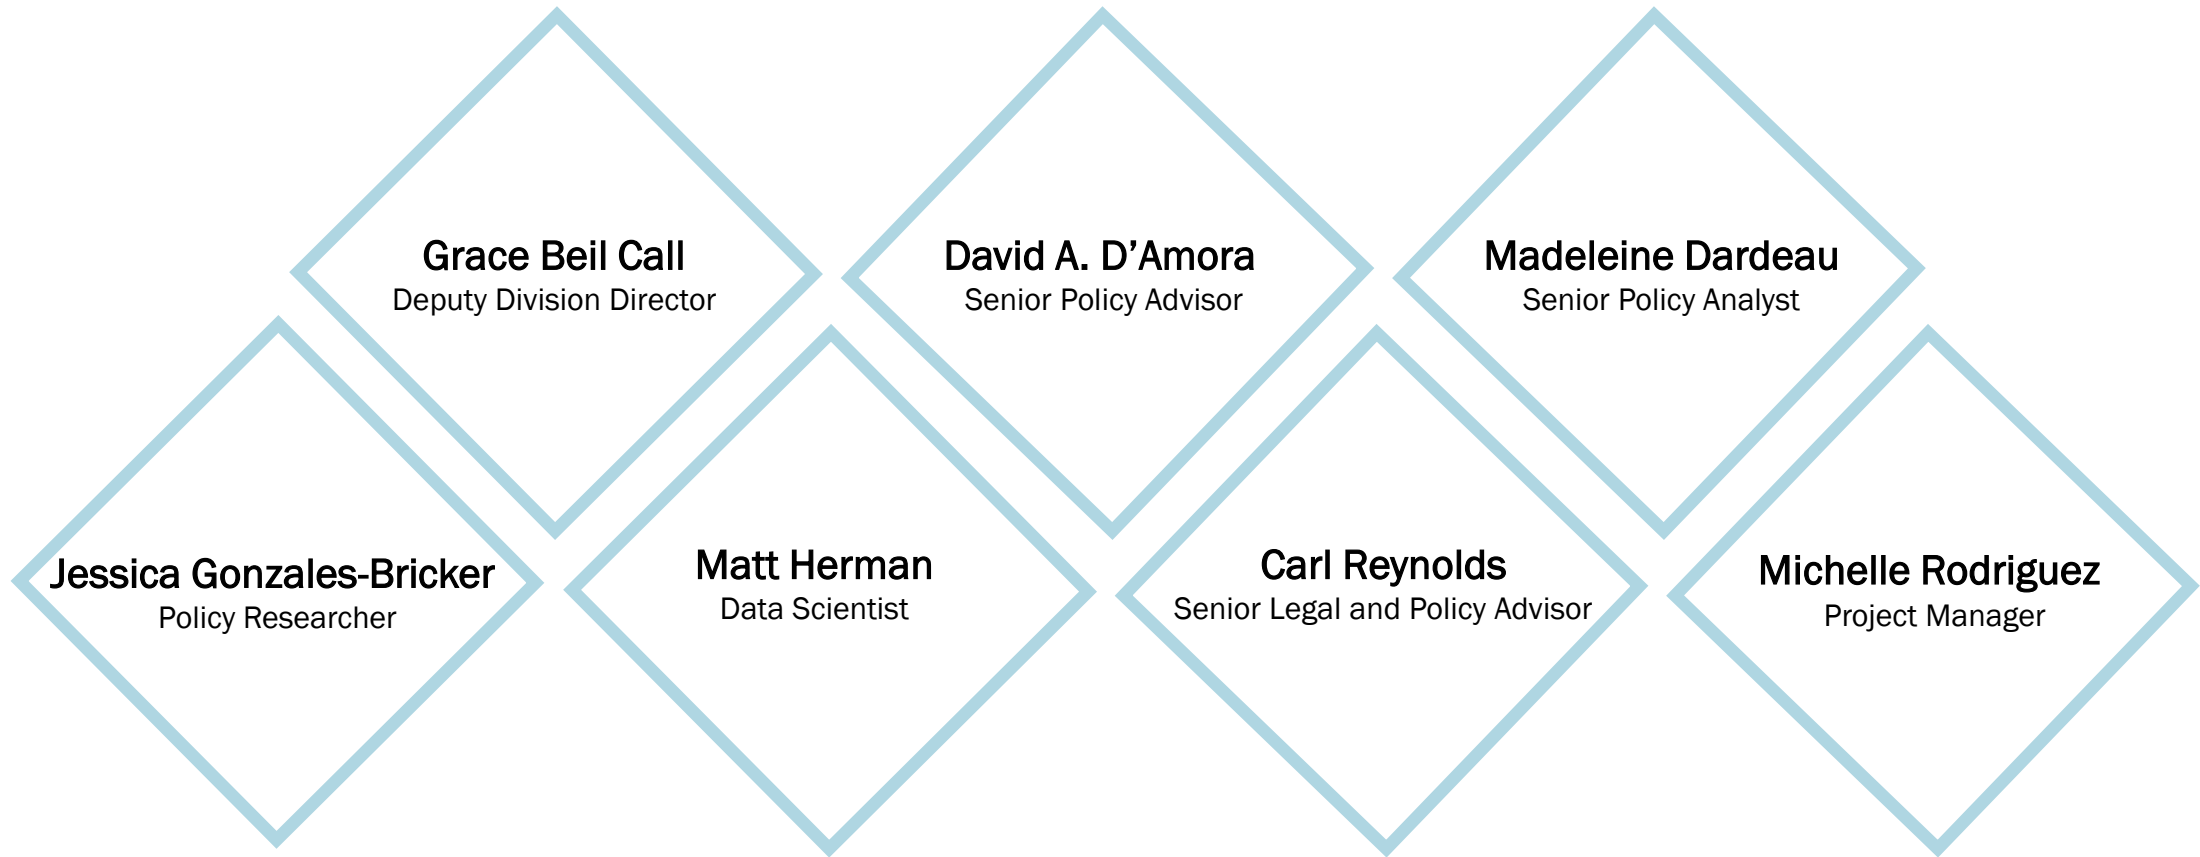 Grace Beil Call
Deputy Division Director
David A. D’Amora
Senior Policy Advisor
Madeleine Dardeau
Senior Policy Analyst
Jessica Gonzales-Bricker
Policy Researcher
Matt Herman
Data Scientist
Carl Reynolds
Senior Legal and Policy Advisor
Michelle Rodriguez
Project Manager